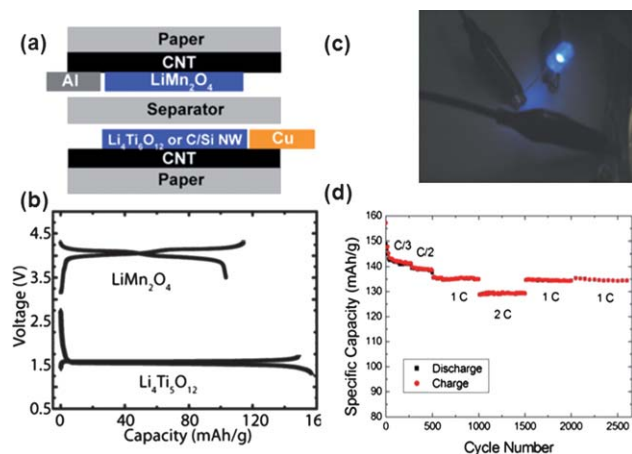 (a)
Paper
CNT
Al
LiMn₂O₄
Separator
Li₄Ti₅O₁₂ or C/Si NW
Cu
CNT
Paper
(b)
Voltage (V)
4.5
3.5
2.5
1.5
0.5
LiMn₂O₄
Li₄Ti₅O₁₂
0 40 80 120 16
Capacity (mAh/g)
(c)
(d)
Specific Capacity (mAh/g)
160
150
140
130
120
110
100
90
80
C/3
C/2
1 C
2 C
1 C
1 C
Discharge
Charge
0 500 1000 1500 2000 2500
Cycle Number